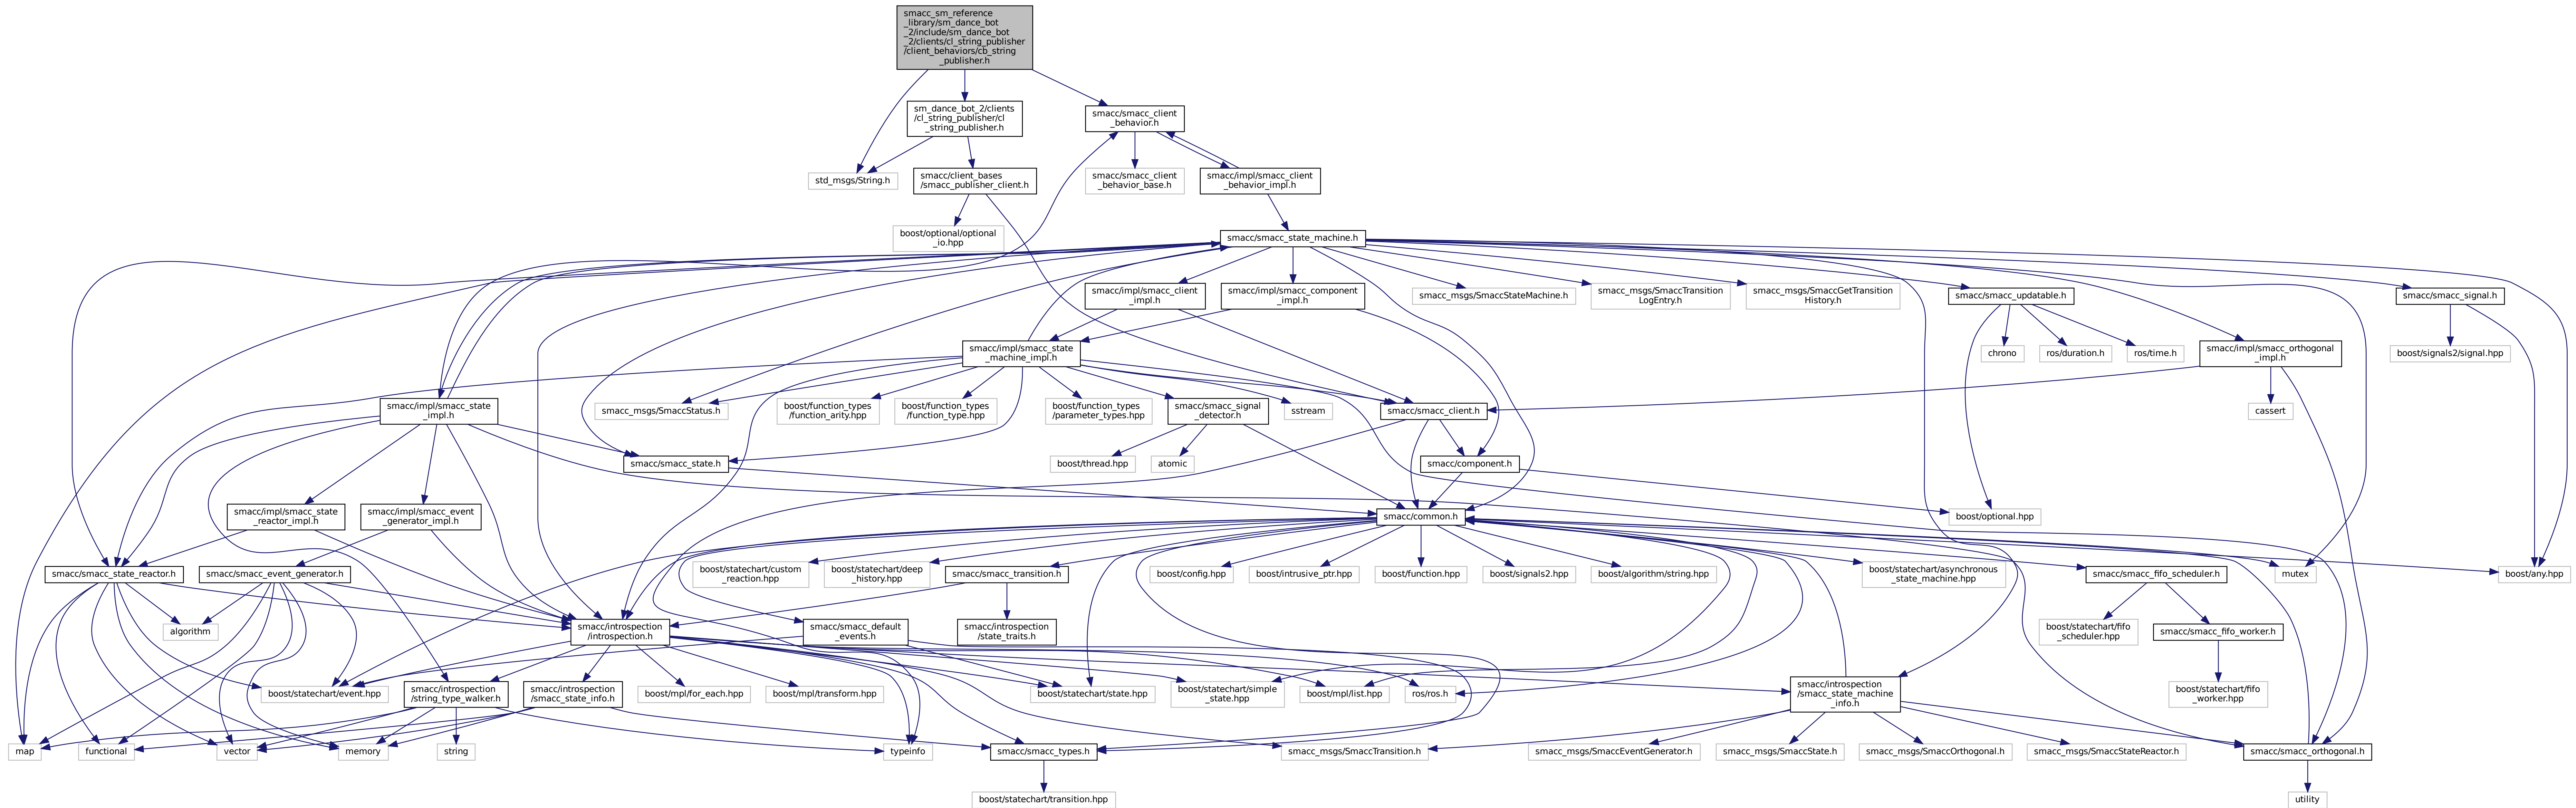 smacc_sm_reference
_library/sm_dance_bot
_2/include/sm_dance_bot
_2/clients/cl_string_publisher
/client_behaviors/cb_string
_publisher.h
sm_dance_bot_2/clients
/cl_string_publisher/cl
_string_publisher.h
smacc/smacc_client
_behavior.h
std_msgs/String.h
smacc/client_bases
/smacc_publisher_client.h
smacc/smacc_client
_behavior_base.h
smacc/impl/smacc_client
_behavior_impl.h
boost/optional/optional
_io.hpp
smacc/smacc_state_machine.h
smacc/impl/smacc_client
_impl.h
smacc/impl/smacc_component
_impl.h
smacc_msgs/SmaccStateMachine.h
smacc_msgs/SmaccTransition
LogEntry.h
smacc_msgs/SmaccGetTransition
History.h
smacc/smacc_updatable.h
smacc/smacc_signal.h
smacc/impl/smacc_state
_machine_impl.h
chrono
ros/duration.h
ros/time.h
smacc/impl/smacc_orthogonal
_impl.h
boost/signals2/signal.hpp
smacc/impl/smacc_state
_impl.h
smacc_msgs/SmaccStatus.h
boost/function_types
/function_arity.hpp
boost/function_types
/function_type.hpp
boost/function_types
/parameter_types.hpp
smacc/smacc_signal
_detector.h
sstream
smacc/smacc_client.h
cassert
smacc/smacc_state.h
boost/thread.hpp
atomic
smacc/component.h
smacc/impl/smacc_state
_reactor_impl.h
smacc/impl/smacc_event
_generator_impl.h
smacc/common.h
boost/optional.hpp
smacc/smacc_state_reactor.h
smacc/smacc_event_generator.h
boost/statechart/custom
_reaction.hpp
boost/statechart/deep
_history.hpp
smacc/smacc_transition.h
boost/config.hpp
boost/intrusive_ptr.hpp
boost/function.hpp
boost/signals2.hpp
boost/algorithm/string.hpp
boost/statechart/asynchronous
_state_machine.hpp
smacc/smacc_fifo_scheduler.h
mutex
boost/any.hpp
algorithm
smacc/introspection
/introspection.h
smacc/smacc_default
_events.h
smacc/introspection
/state_traits.h
boost/statechart/fifo
_scheduler.hpp
smacc/smacc_fifo_worker.h
boost/statechart/event.hpp
smacc/introspection
/string_type_walker.h
smacc/introspection
/smacc_state_info.h
boost/mpl/for_each.hpp
boost/mpl/transform.hpp
boost/statechart/state.hpp
boost/statechart/simple
_state.hpp
boost/mpl/list.hpp
ros/ros.h
smacc/introspection
/smacc_state_machine
_info.h
boost/statechart/fifo
_worker.hpp
map
functional
vector
memory
string
typeinfo
smacc/smacc_types.h
smacc_msgs/SmaccTransition.h
smacc_msgs/SmaccEventGenerator.h
smacc_msgs/SmaccState.h
smacc_msgs/SmaccOrthogonal.h
smacc_msgs/SmaccStateReactor.h
smacc/smacc_orthogonal.h
boost/statechart/transition.hpp
utility